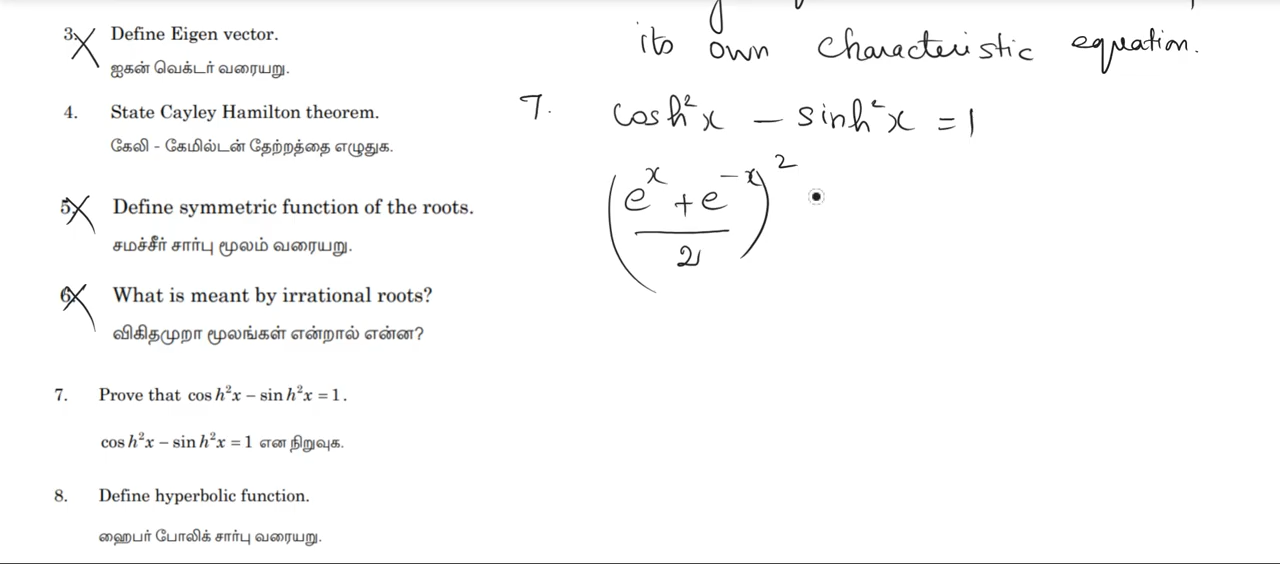 3. Define Eigen vector.
ஐகன் வெக்டர் வரையறு.
4. State Cayley Hamilton theorem.
கேலி - கேமில்டன் தேற்றத்தை எழுதுக.
5. Define symmetric function of the roots.
சமச்சீர் சார்பு மூலம் வரையறு.
6. What is meant by irrational roots?
விகிதமுறா மூலங்கள் என்றால் என்ன?
7. Prove that cos h²x – sin h²x = 1.
cos h²x – sin h²x = 1 என நிறுவுக.
8. Define hyperbolic function.
ஹைபர் போலிக் சார்பு வரையறு.
its own characteristic equation.
7. cosh²x – sinh²x = 1
(e^x + e^-x / 2)²